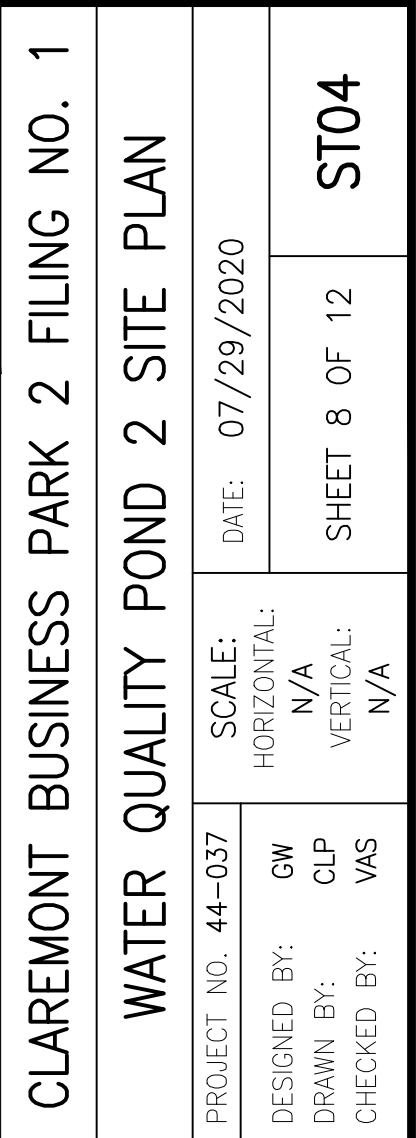 CLAREMONT BUSINESS PARK 2 FILING NO. 1
WATER QUALITY POND 2 SITE PLAN
PROJECT NO. 44-037
DESIGNED BY: GW
DRAWN BY: CLP
CHECKED BY: VAS
SCALE:
HORIZONTAL:
N/A
VERTICAL:
N/A
DATE: 07/29/2020
SHEET 8 OF 12
ST04